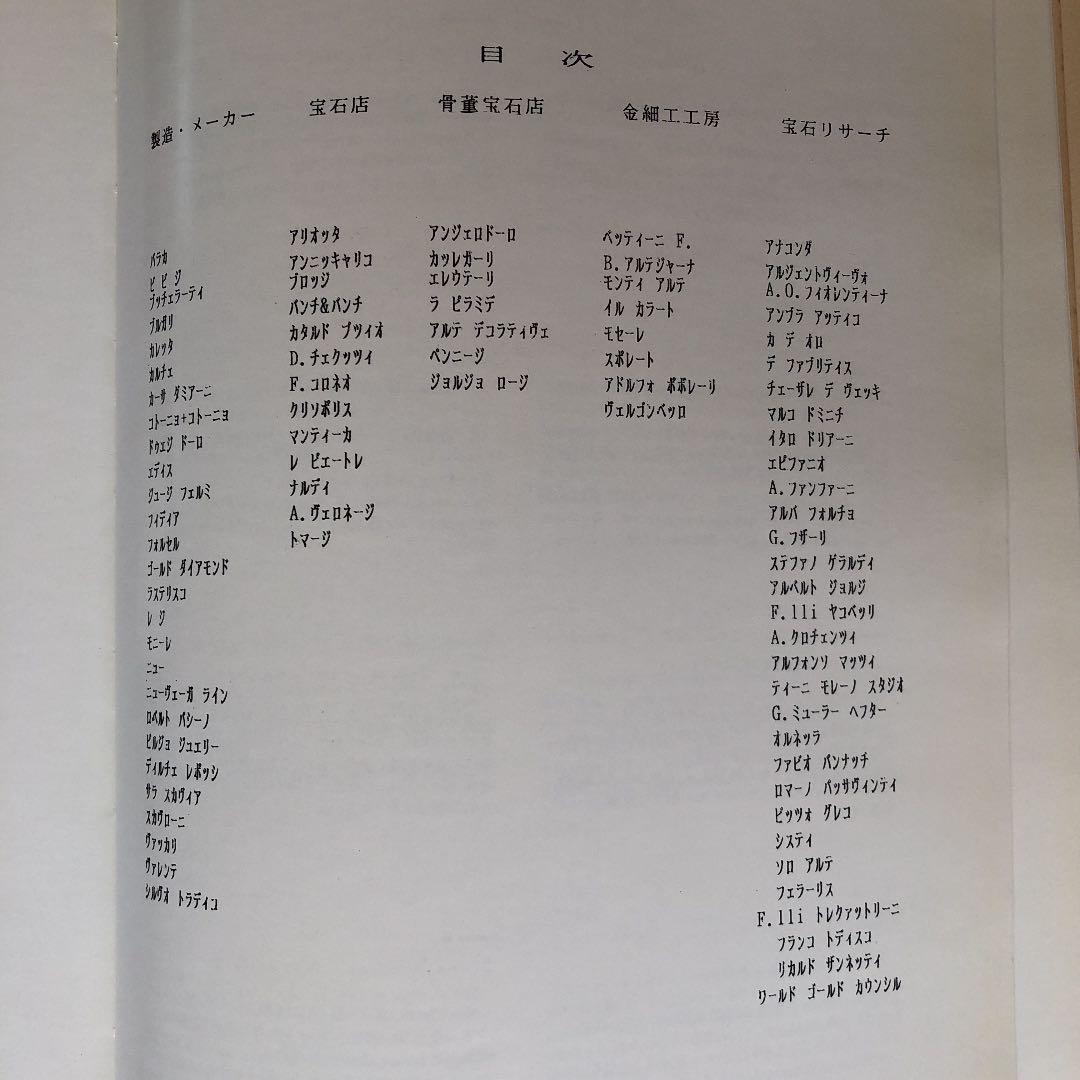 目 次
製造・メーカー
バラカ
ビ ビ ジ
ブッチェラーティ
ブルガリ
カレッタ
カルチェ
カーサ ダミアーニ
コトーニョ+コトーニョ
ドゥエジ ドーロ
エディス
ジュージ フェルミ
フィディア
フォルセル
ゴールド ダイアモンド
ラステリスコ
レ ジ
モニーレ
ニュー
ニューヴェーガ ライン
ロベルト バシーノ
ビルジョ ジュエリー
ディルチェ レポッシ
サラ スカヴィア
スカヴローニ
ヴァッカリ
ヴァレンテ
シルヴオ トラディコ
宝石店
アリオッタ
アンニッキャリコ
ブロッジ
バンチ&バンチ
カタルド プツィオ
D.チェクッツィ
F.コロネオ
クリソポリス
マンティーカ
レ ピエートレ
ナルディ
A.ヴェロネージ
トマージ
骨董宝石店
アンジェロドーロ
カッレガーリ
エレウテーリ
ラ ピラミデ
アルテ デコラティヴェ
ペンニージ
ジョルジョ ロージ
金細工工房
ベッティーニ F.
B.アルテジャーナ
モンティ アルテ
イル カラート
モセーレ
スポレート
アドルフォ ポポレーリ
ヴェルゴンベッロ
宝石リサーチ
アナコンダ
アルジェントヴィーヴォ
A.O.フィオレンティーナ
アンブラ アッティコ
カ デ オロ
デ ファブリティス
チェーザレ デ ヴェッキ
マルコ ドミニチ
イタロ ドリアーニ
エピファニオ
A.ファンファーニ
アルバ フォルチョ
G.フザーリ
ステファノ ゲラルディ
アルベルト ジョルジ
F.lli ヤコベッリ
A.クロチェンツィ
アルフォンソ マッツィ
ティーニ モレーノ スタジオ
G.ミューラー ヘフター
オルネッラ
ファビオ パンナッチ
ロマーノ パッサヴィンティ
ピッツォ グレコ
システィ
ソロ アルテ
フェラーリス
F.lli トレクァットリーニ
フランコ トディスコ
リカルド ザンネッティ
ワールド ゴールド カウンシル